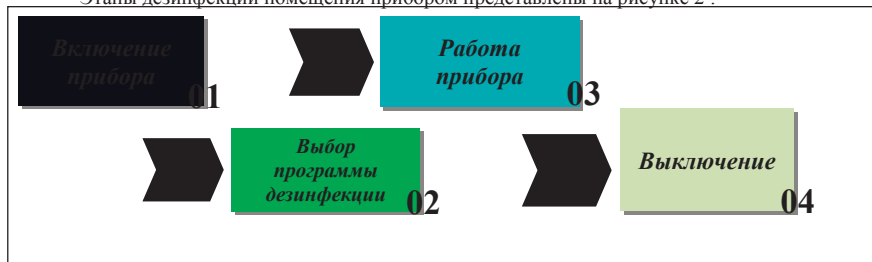 Этапы дезинфекции помещения прибором представлены на рисунке 2 .
Включение
прибора
01
Выбор
программы
дезинфекции
02
Работа
прибора
03
Выключение
04